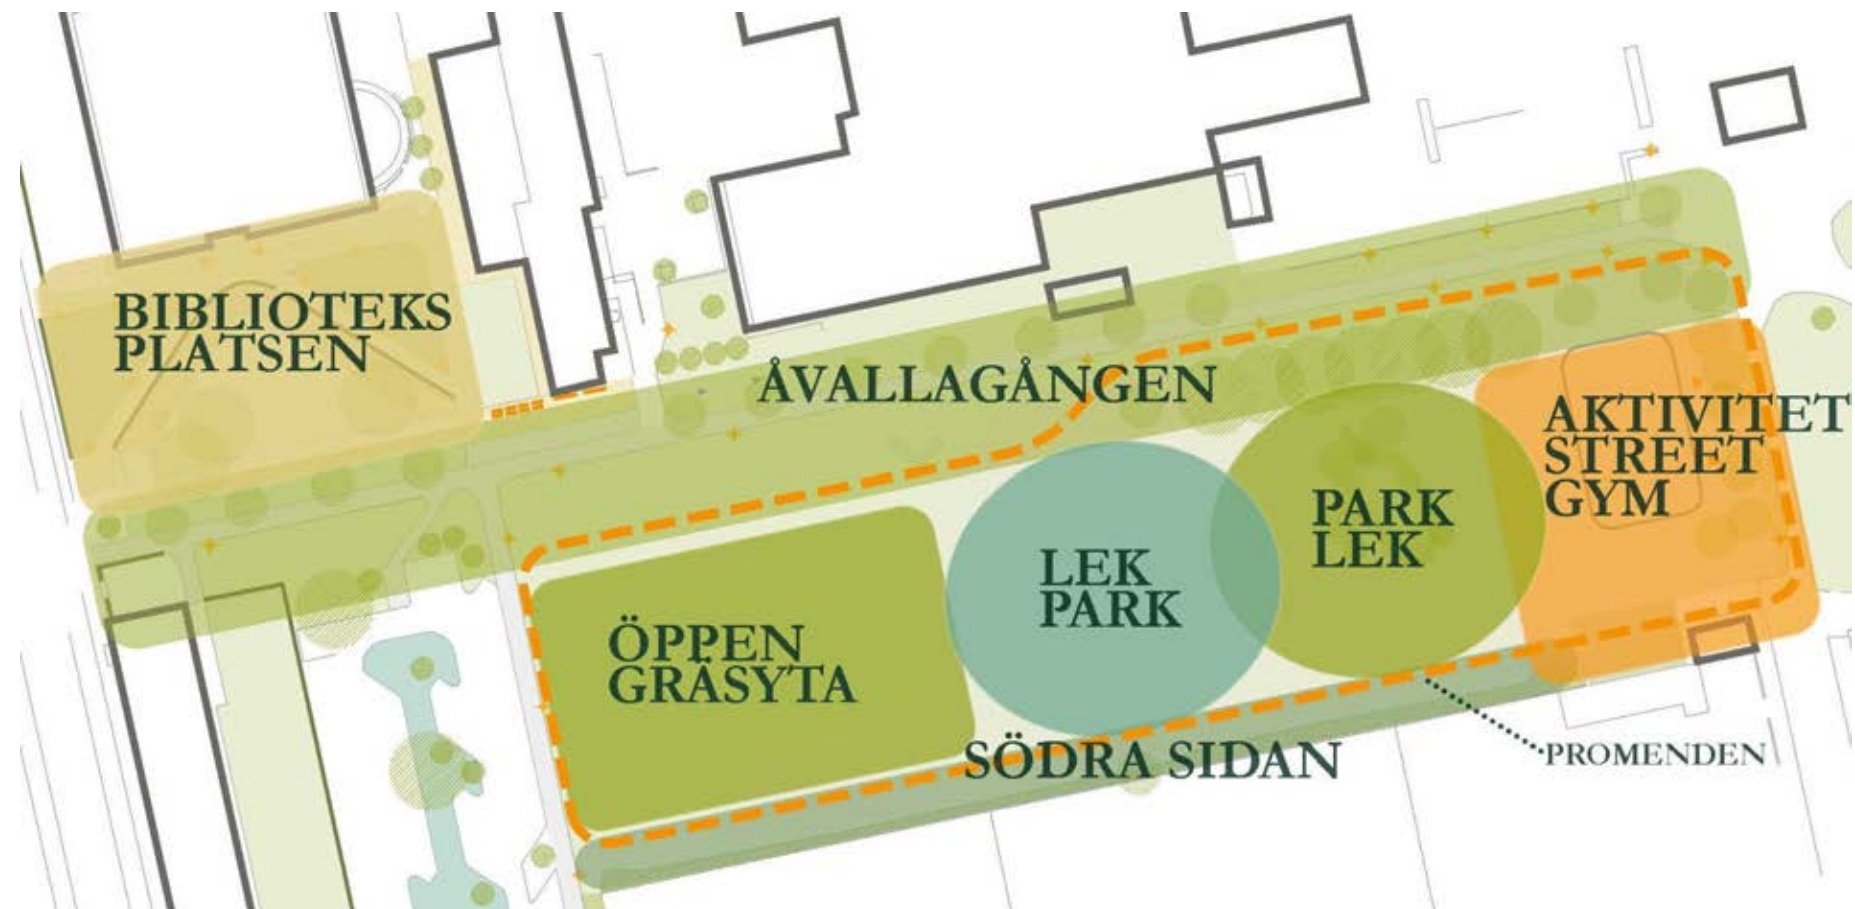 BIBLIOTEKS
PLATSEN
ÅVALLAGÅNGEN
AKTIVITET
STREET
GYM
PARK
LEK
LEK
PARK
ÖPPEN
GRÄSYTA
SÖDRA SIDAN
PROMENDEN